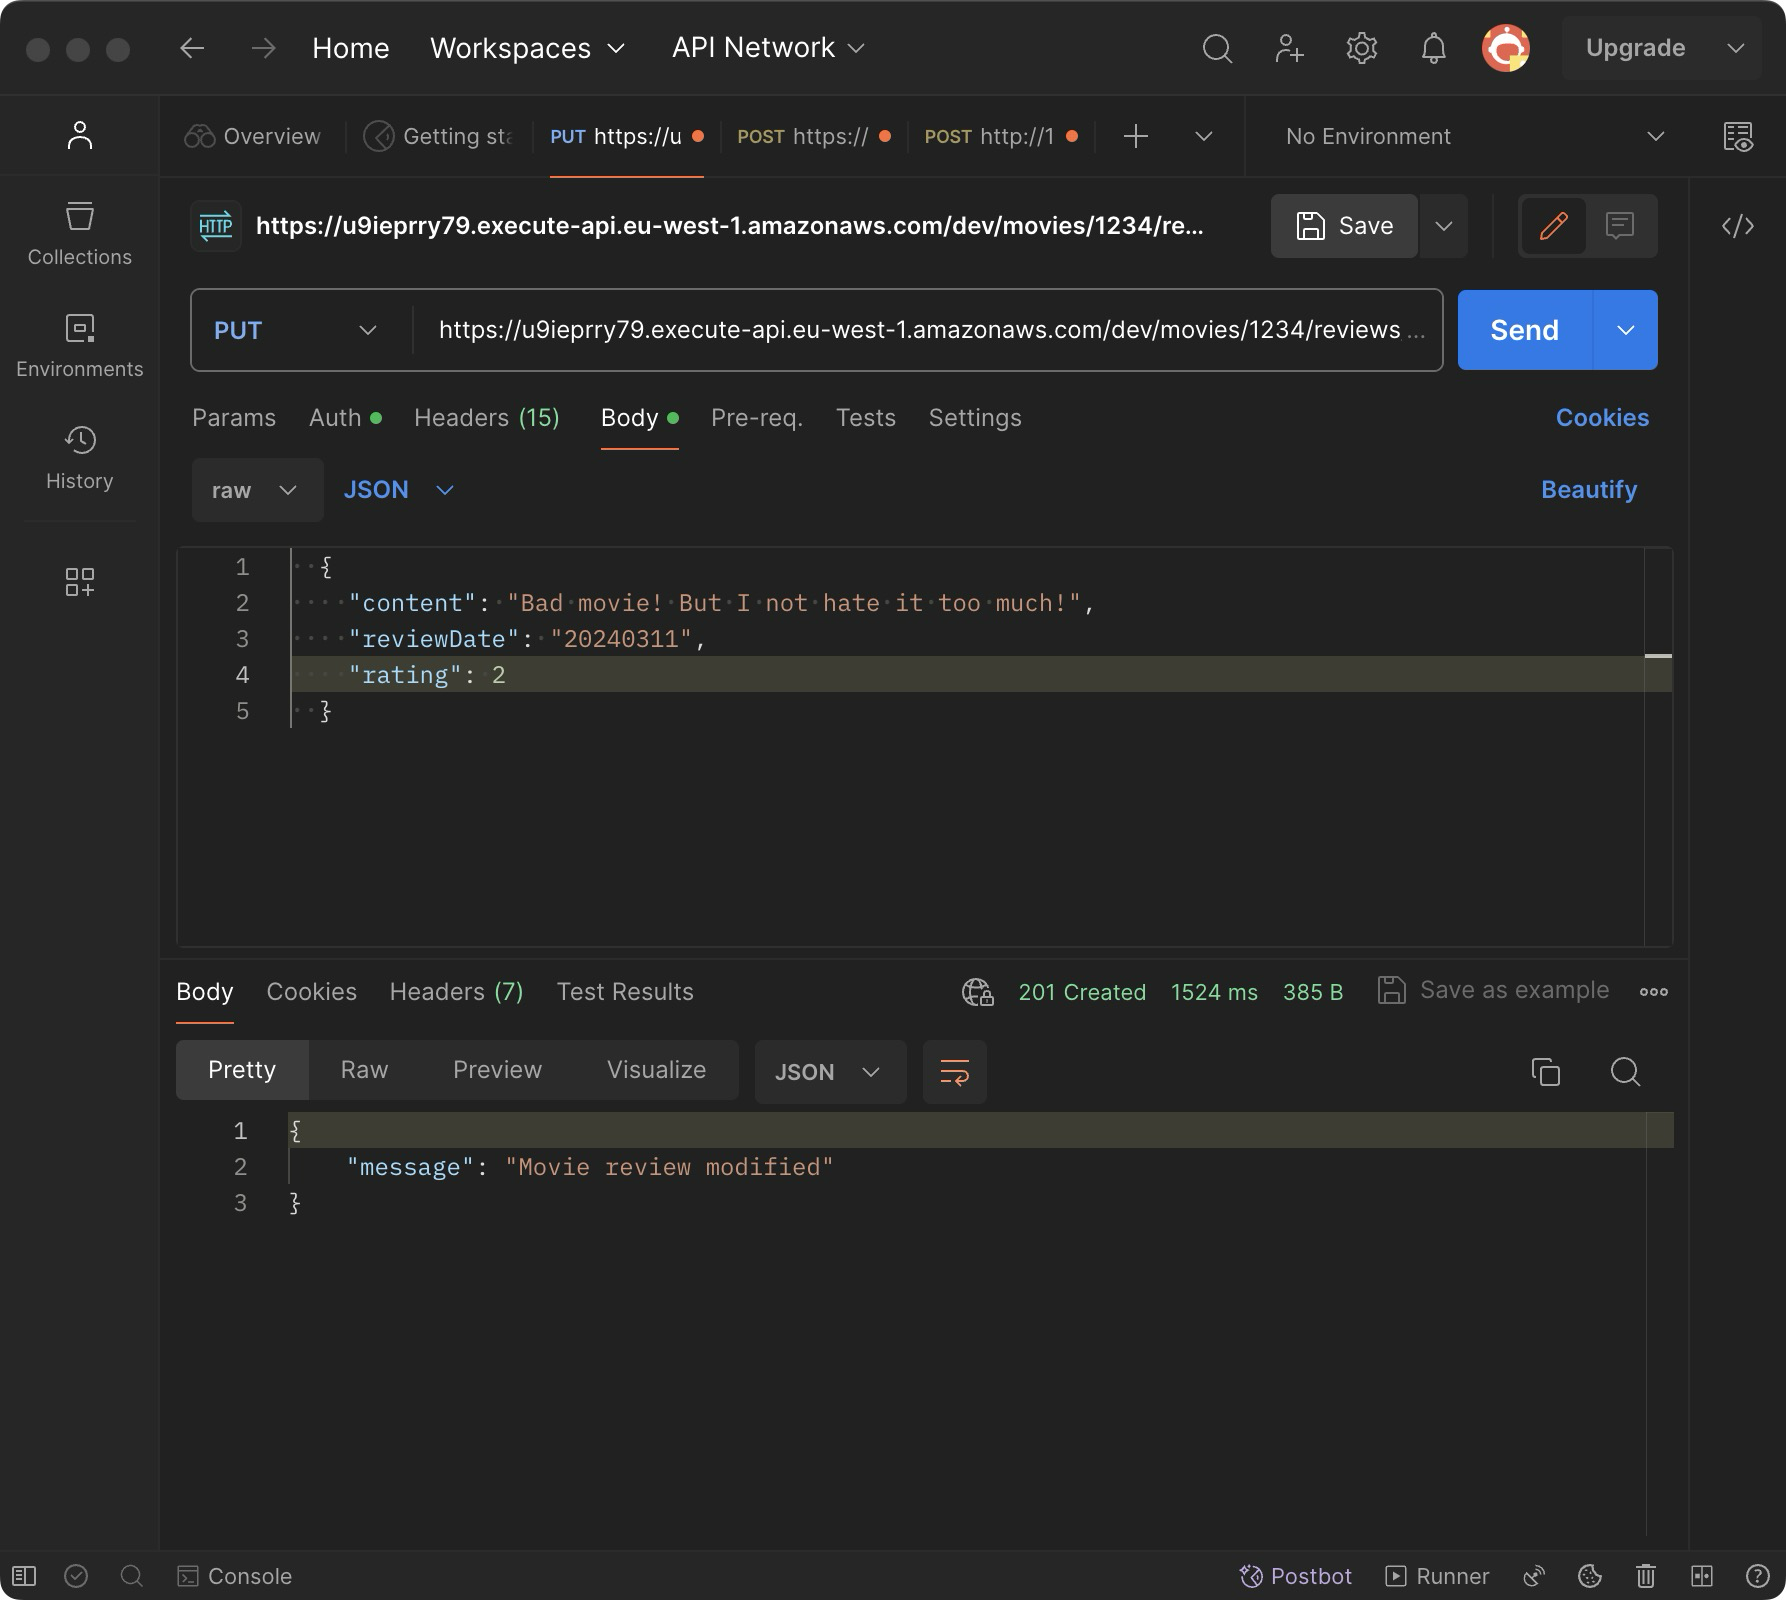 Home Workspaces API Network Upgrade
Overview Getting sta PUT https://u POST https:// POST http://1 No Environment
HTTP https://u9ieprry79.execute-api.eu-west-1.amazonaws.com/dev/movies/1234/re... Save
Collections
Environments
History
PUT https://u9ieprry79.execute-api.eu-west-1.amazonaws.com/dev/movies/1234/reviews ... Send
Params Auth Headers (15) Body Pre-req. Tests Settings Cookies
raw JSON Beautify
1 {
2 "content": "Bad movie! But I not hate it too much!",
3 "reviewDate": "20240311",
4 "rating": 2
5 }
Body Cookies Headers (7) Test Results 201 Created 1524 ms 385 B Save as example
Pretty Raw Preview Visualize JSON
1 {
2 "message": "Movie review modified"
3 }
Console Postbot Runner